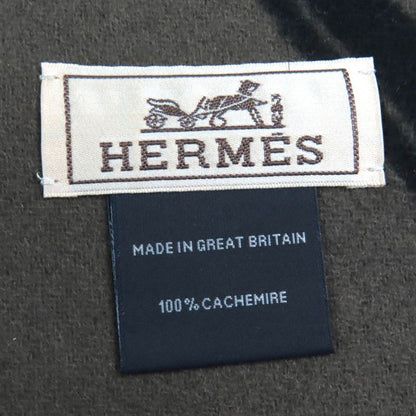 HERMÈS
MADE IN GREAT BRITAIN
100% CACHEMIRE